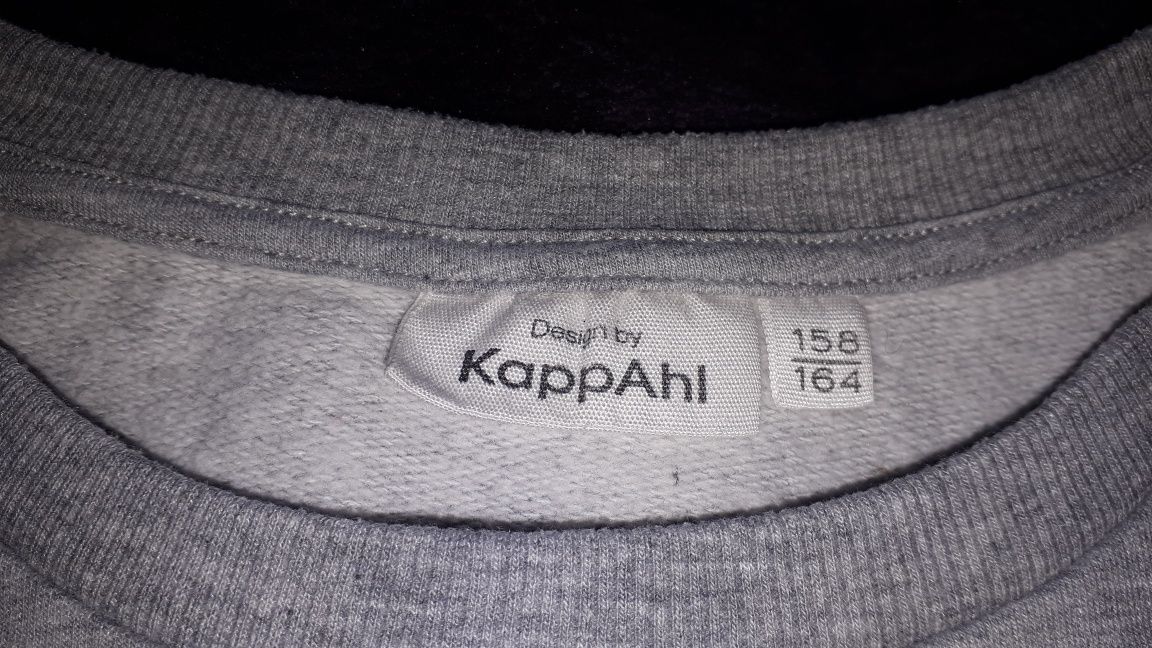 Design by
KappAhl
158
164